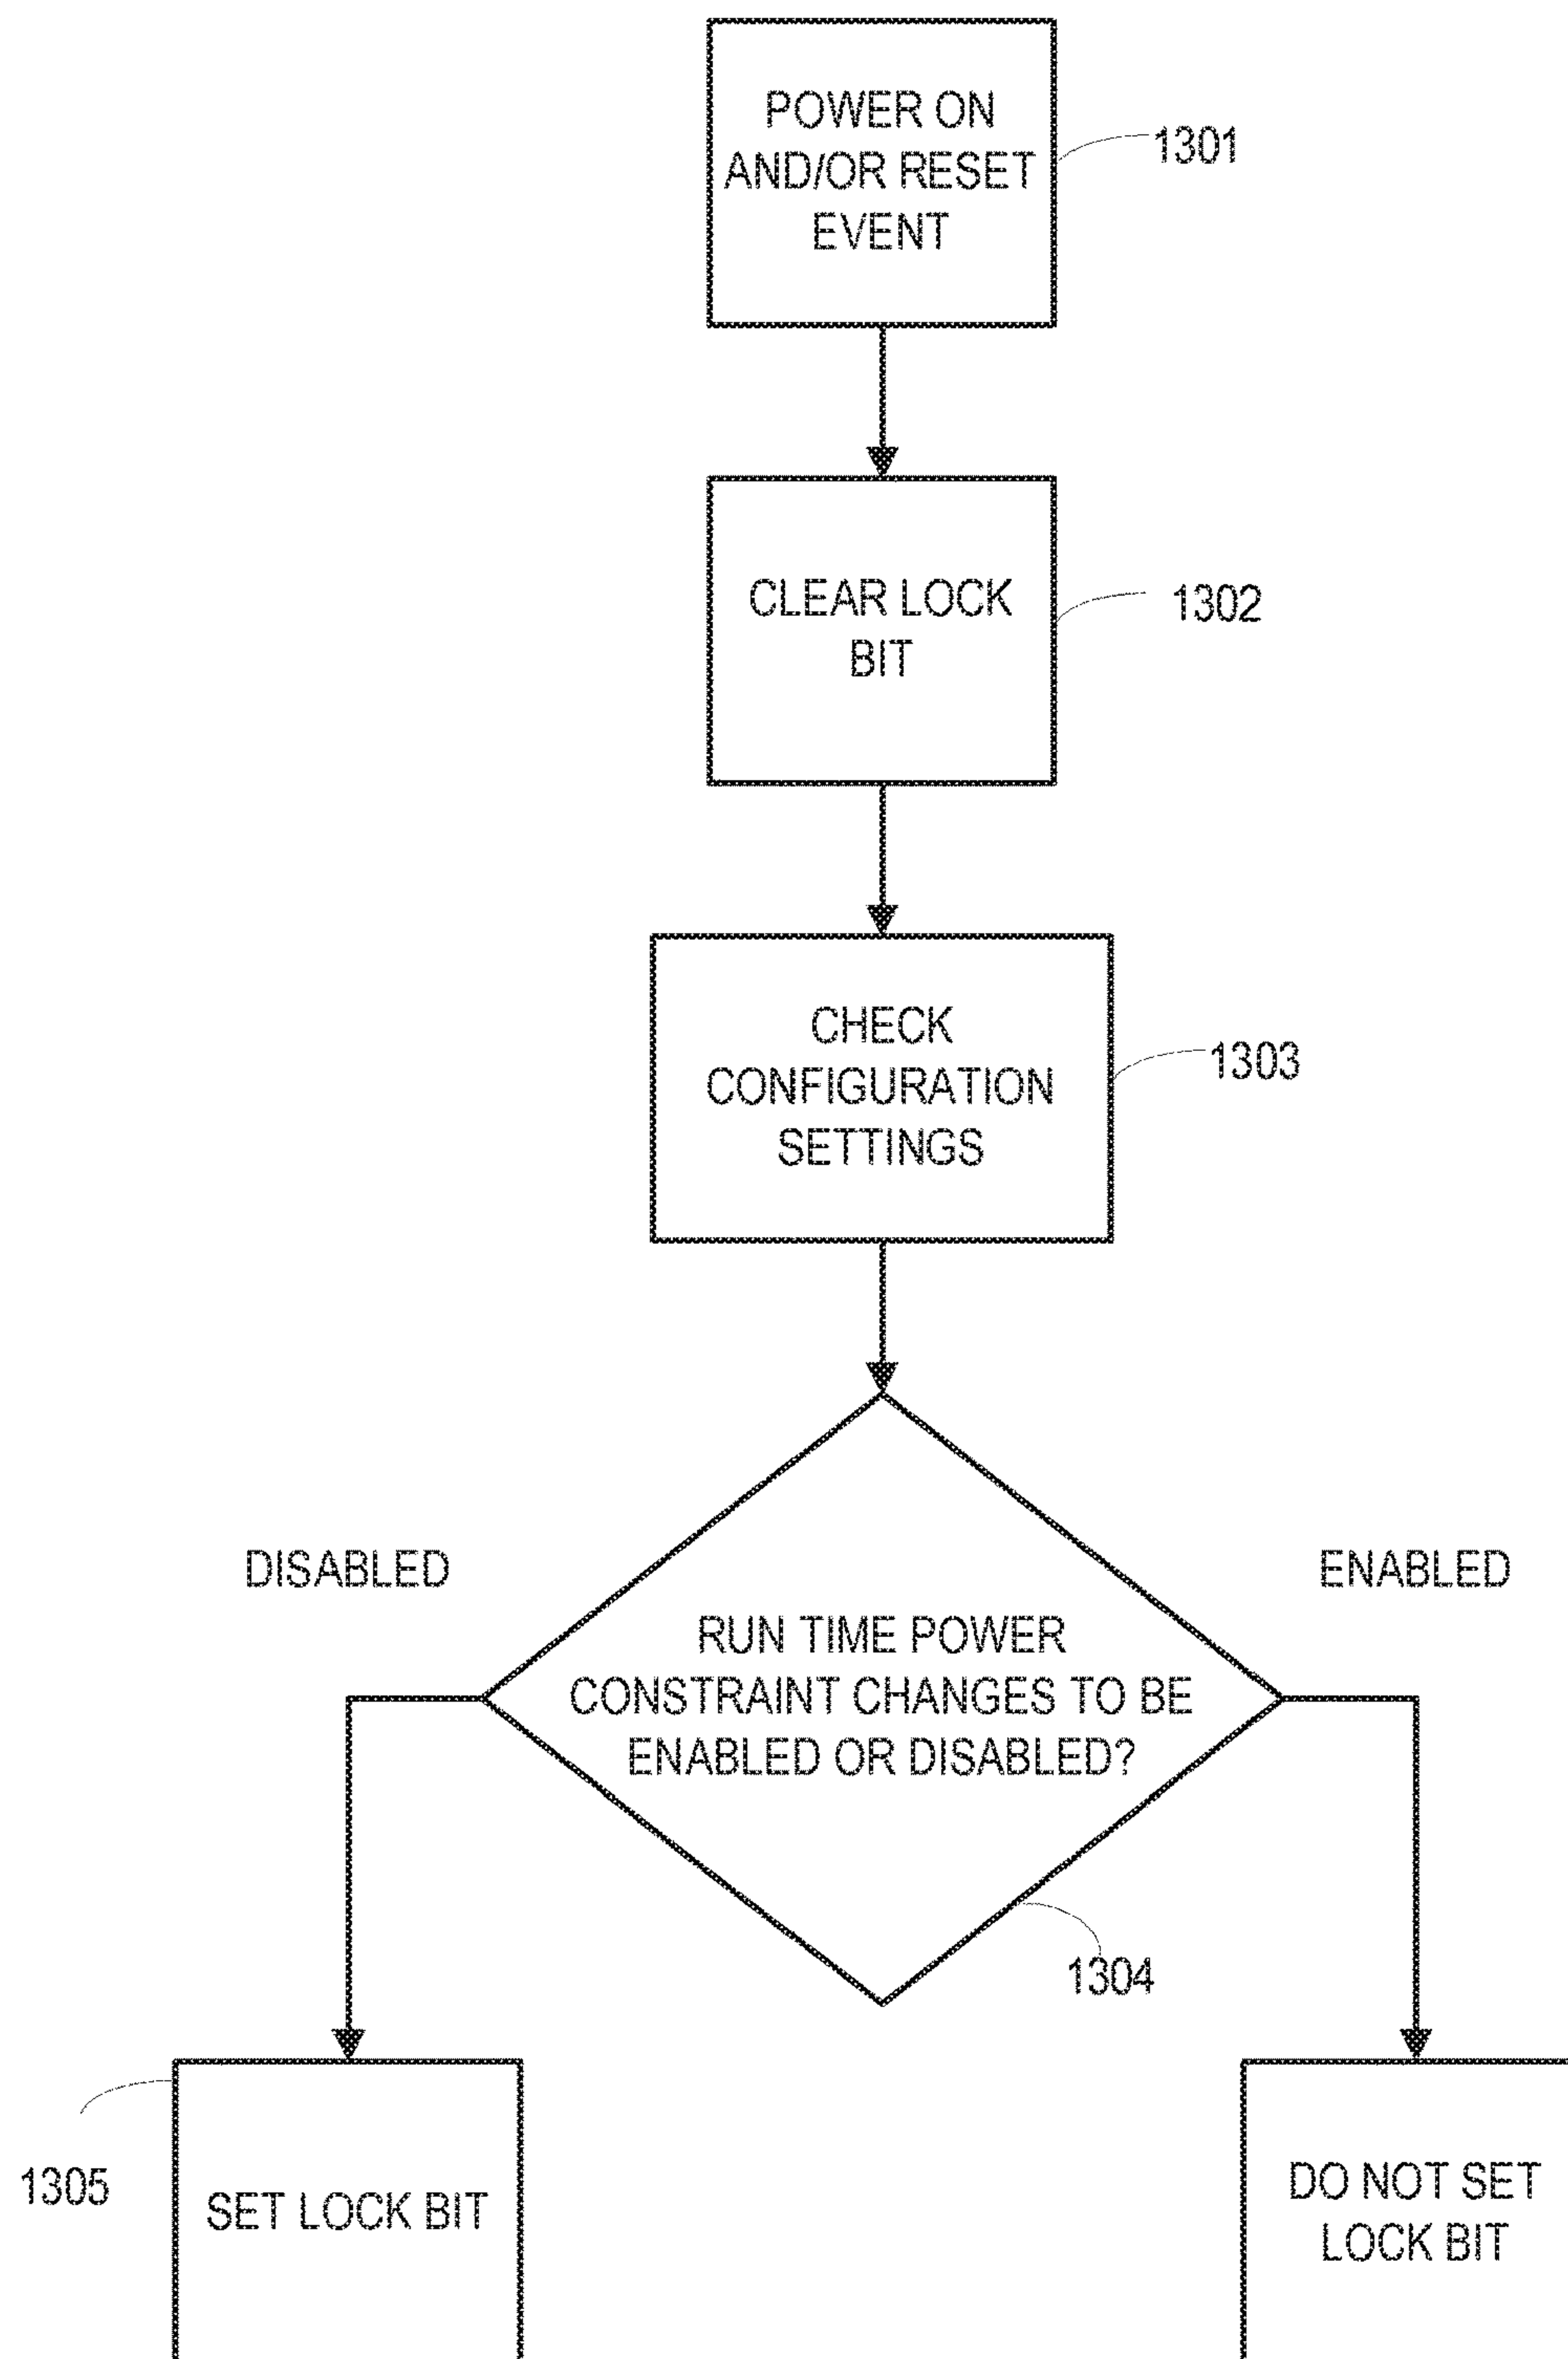 POWER ON
AND/OR RESET
EVENT
1301
CLEAR LOCK
BIT
1302
CHECK
CONFIGURATION
SETTINGS
1303
DISABLED
ENABLED
RUN TIME POWER
CONSTRAINT CHANGES TO BE
ENABLED OR DISABLED?
1304
1305
SET LOCK BIT
DO NOT SET
LOCK BIT